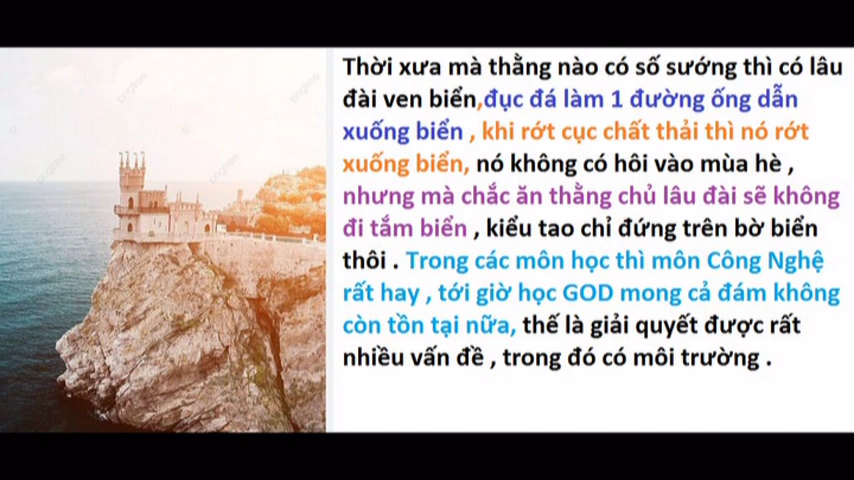 Thời xưa mà thằng nào có số sướng thì có lâu
đài ven biển,đục đá làm 1 đường ống dẫn
xuống biển , khi rớt cục chất thải thì nó rớt
xuống biển, nó không có hôi vào mùa hè ,
nhưng mà chắc ăn thằng chủ lâu đài sẽ không
đi tắm biển , kiểu tao chỉ đứng trên bờ biển
thôi . Trong các môn học thì môn Công Nghệ
rất hay , tới giờ học GOD mong cả đám không
còn tồn tại nữa, thế là giải quyết được rất
nhiều vấn đề , trong đó có môi trường .